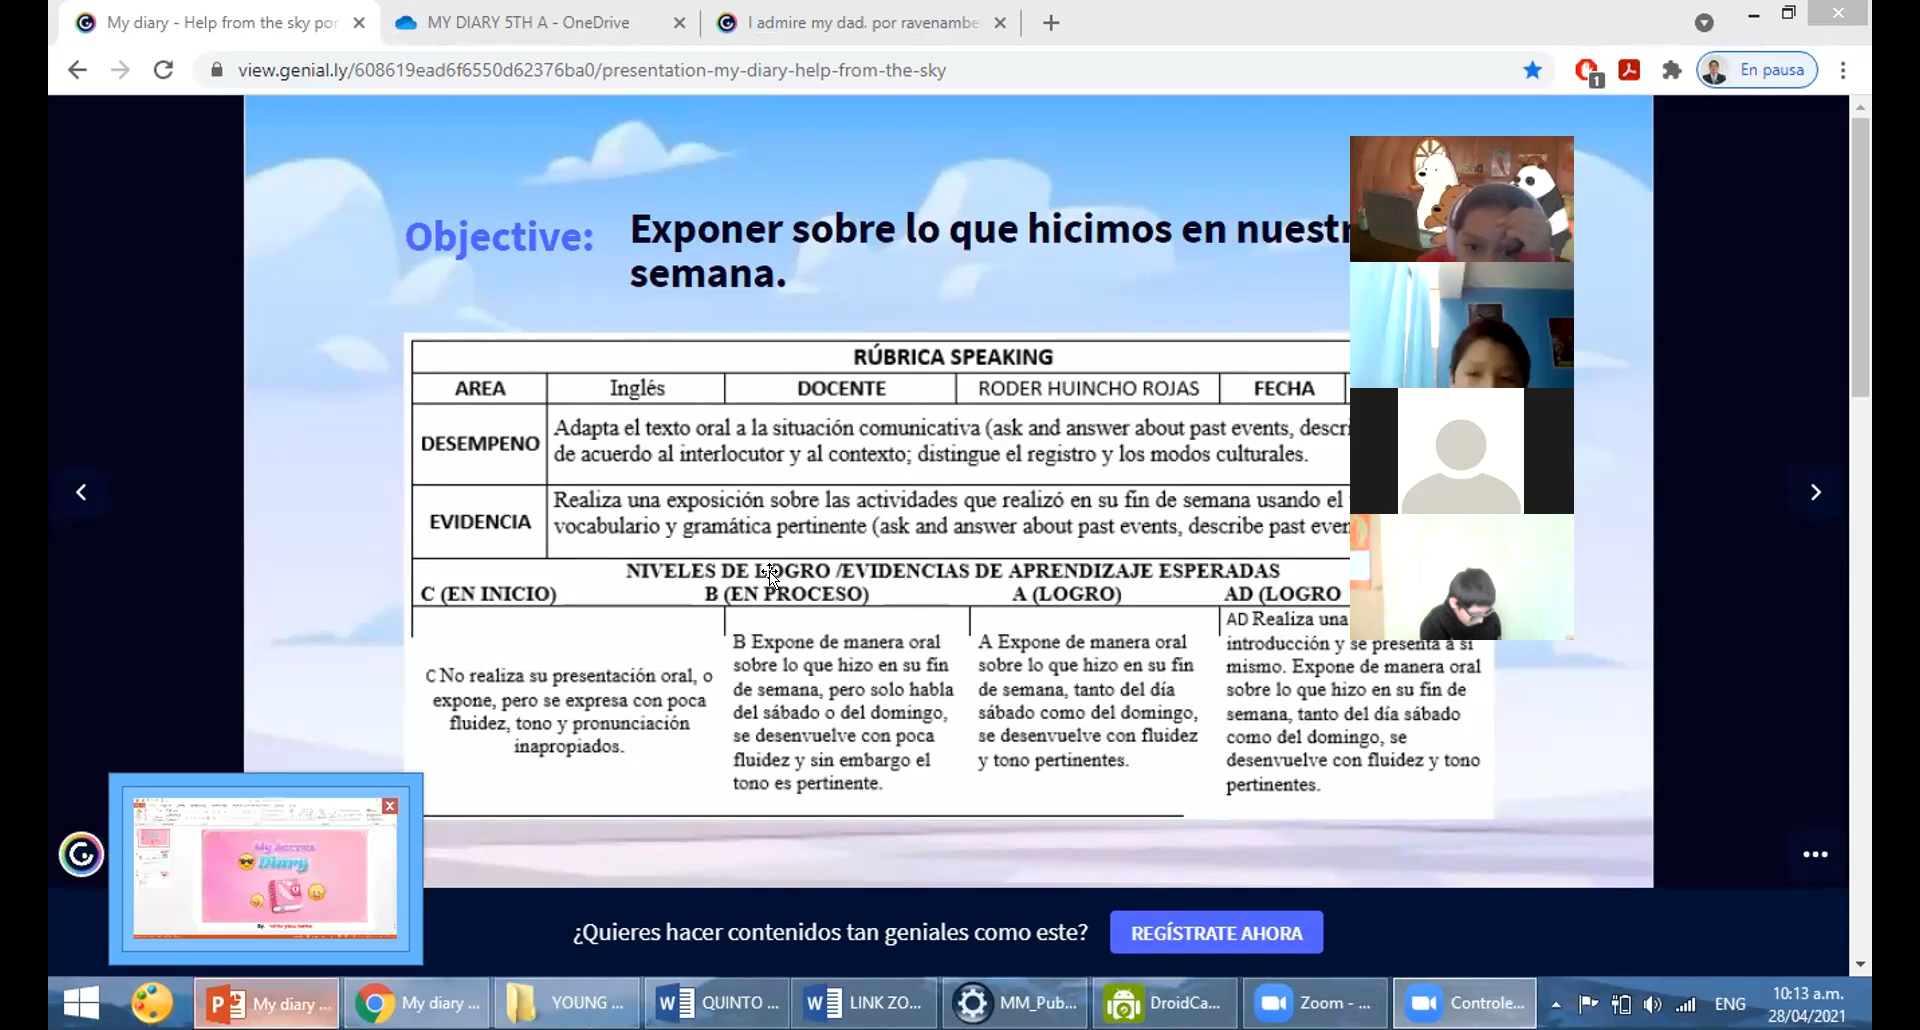 My diary - Help from the sky por
MY DIARY 5TH A - OneDrive
I admire my dad. por ravenambe
view.genial.ly/608619ead6f6550d62376ba0/presentation-my-diary-help-from-the-sky
1
En pausa
Objective:
Exponer sobre lo que hicimos en nuestr
semana.
RÚBRICA SPEAKING
AREA
Inglés
DOCENTE
RODER HUINCHO ROJAS
FECHA
DESEMPENO
Adapta el texto oral a la situación comunicativa (ask and answer about past events, descri
de acuerdo al interlocutor y al contexto; distingue el registro y los modos culturales.
EVIDENCIA
Realiza una exposición sobre las actividades que realizó en su fin de semana usando el
vocabulario y gramática pertinente (ask and answer about past events, describe past even
NIVELES DE LOGRO /EVIDENCIAS DE APRENDIZAJE ESPERADAS
C (EN INICIO)
B (EN PROCESO)
A (LOGRO)
AD (LOGRO
C No realiza su presentación oral, o
expone, pero se expresa con poca
fluidez, tono y pronunciación
inapropiados.
B Expone de manera oral
sobre lo que hizo en su fin
de semana, pero solo habla
del sábado o del domingo,
se desenvuelve con poca
fluidez y sin embargo el
tono es pertinente.
A Expone de manera oral
sobre lo que hizo en su fin
de semana, tanto del día
sábado como del domingo,
se desenvuelve con fluidez
y tono pertinentes.
AD Realiza una
introducción y se presenta a sí
mismo. Expone de manera oral
sobre lo que hizo en su fin de
semana, tanto del día sábado
como del domingo, se
desenvuelve con fluidez y tono
pertinentes.
My Secret
Diary
¿Quieres hacer contenidos tan geniales como este?
REGÍSTRATE AHORA
My diary ...
My diary ...
YOUNG ...
QUINTO ...
LINK ZO...
MM_Pub...
DroidCa...
Zoom - ...
Controle...
ENG
10:13 a.m.
28/04/2021